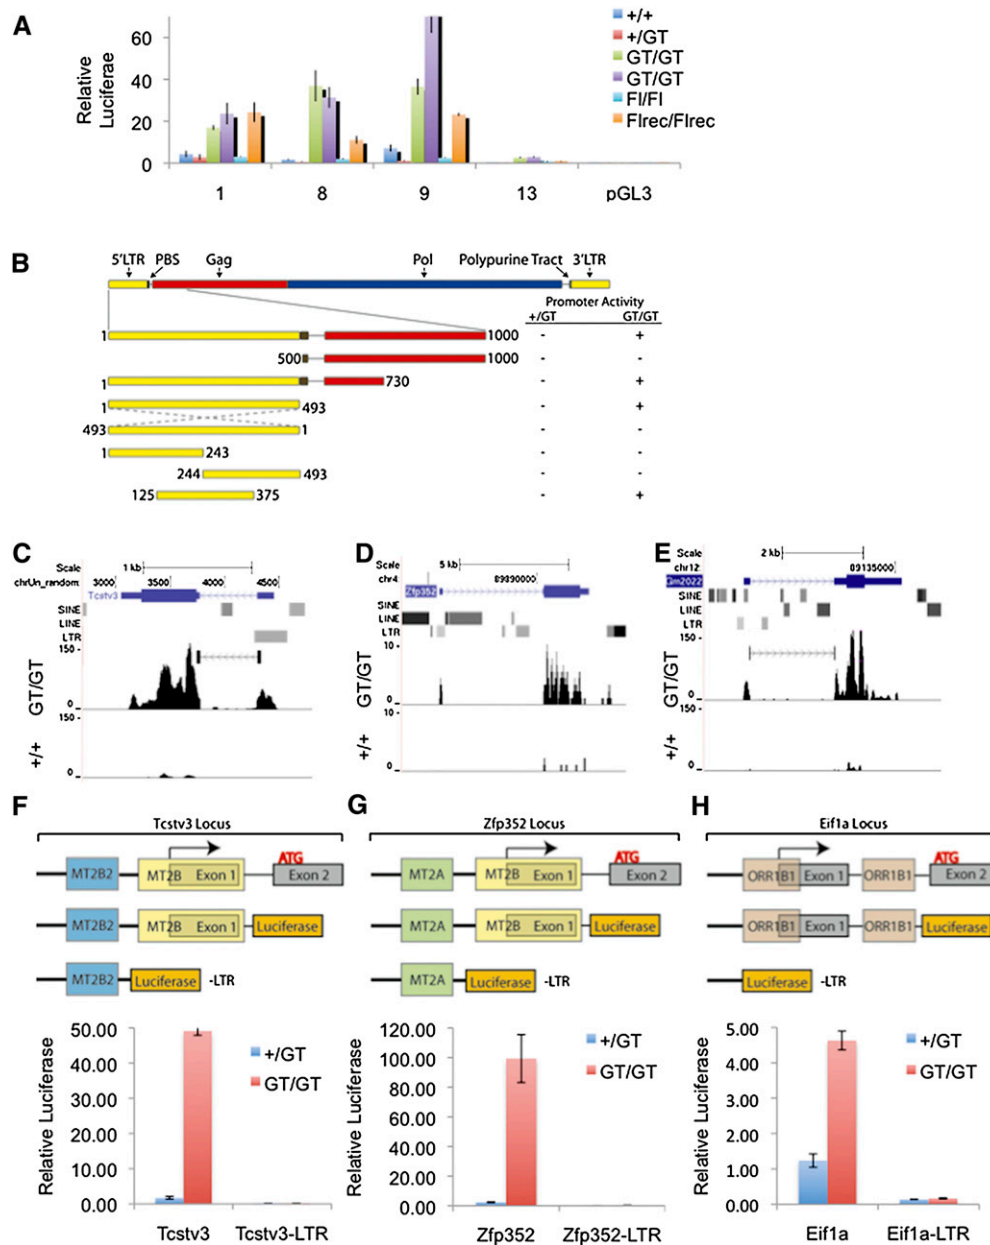 A
Relative
Luciferae
60
40
20
0
1 8 9 13 pGL3
+/+
+/GT
GT/GT
GT/GT
Fl/Fl
Flrec/Flrec
B
5'LTR PBS Gag Pol Polypurine Tract 3'LTR
Promoter Activity
+/GT GT/GT
1 1000 - +
500 1000 - -
1 730 - +
1 493 - +
493 1 - -
1 243 - -
244 493 - -
125 375 - +
C
Scale 1 kb
chrUn_random 3000 3500 4000 4500
Tcstv3
SINE
LINE
LTR
150
0
150
0
GT/GT
+/+
D
Scale 5 kb
chr4: 89890000
Zfp352
SINE
LINE
LTR
10
0
10
0
GT/GT
+/+
E
Scale 2 kb
chr12: 89135000
Gm2022
SINE
LINE
LTR
150
0
150
0
GT/GT
+/+
F
Tcstv3 Locus
MT2B2 MT2B Exon 1 ATG Exon 2
MT2B2 MT2B Exon 1 Luciferase
MT2B2 Luciferase -LTR
Relative Luciferase
50.00
40.00
30.00
20.00
10.00
0.00
+/GT
GT/GT
Tcstv3 Tcstv3-LTR
G
Zfp352 Locus
MT2A MT2B Exon 1 ATG Exon 2
MT2A MT2B Exon 1 Luciferase
MT2A Luciferase -LTR
Relative Luciferase
120.00
100.00
80.00
60.00
40.00
20.00
0.00
+/GT
GT/GT
Zfp352 Zfp352-LTR
H
Eif1a Locus
ORR1B1 Exon 1 ORR1B1 ATG Exon 2
ORR1B1 Exon 1 ORR1B1 Luciferase
Luciferase -LTR
Relative Luciferase
5.00
4.00
3.00
2.00
1.00
0.00
+/GT
GT/GT
Eif1a Eif1a-LTR